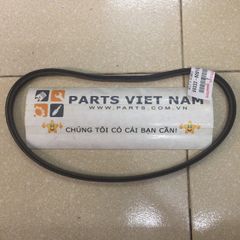 PARTS VIET NAM
WWW.PARTS.COM.VN
CHÚNG TÔI CÓ CÁI BẠN CẦN!